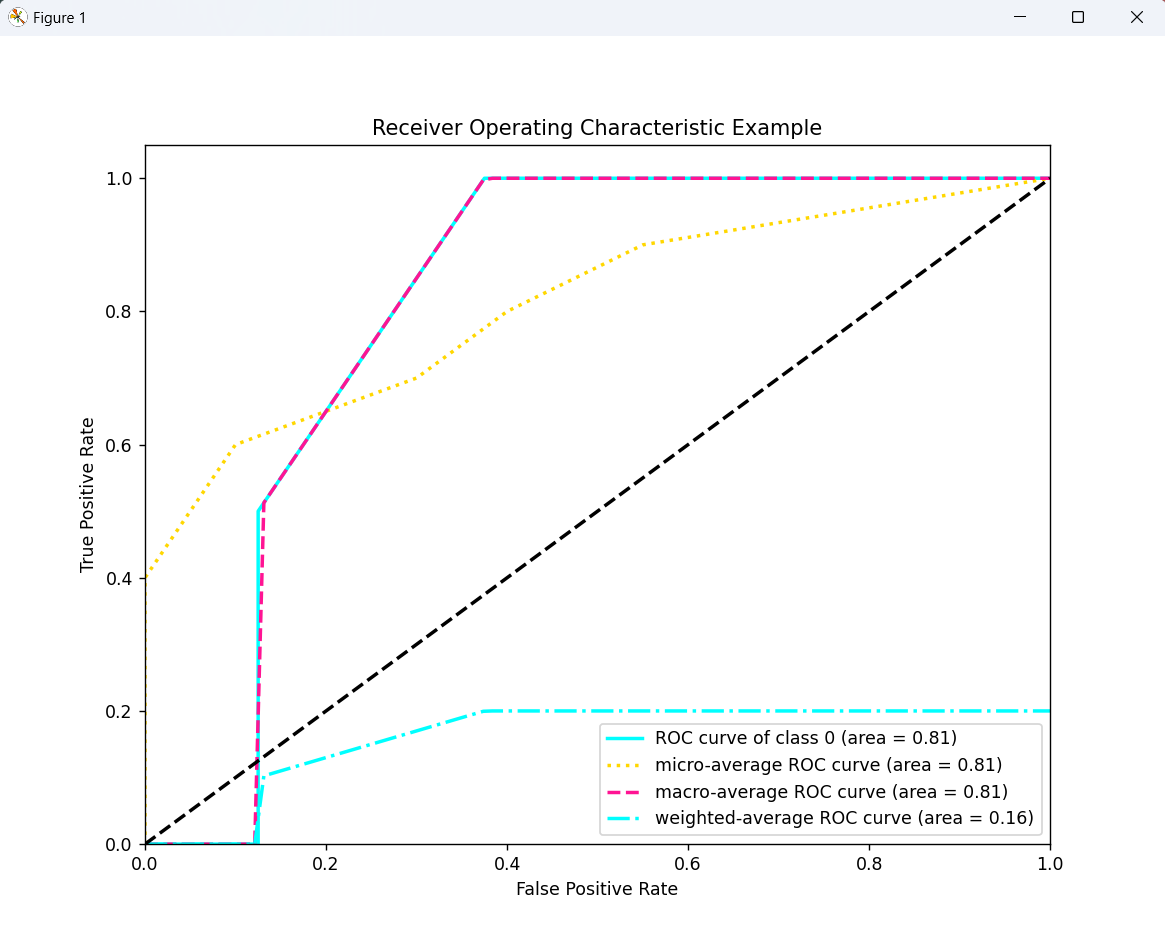 Figure 1
Receiver Operating Characteristic Example
True Positive Rate
1.0
0.8
0.6
0.4
0.2
0.0
0.0 0.2 0.4 0.6 0.8 1.0
False Positive Rate
ROC curve of class 0 (area = 0.81)
micro-average ROC curve (area = 0.81)
macro-average ROC curve (area = 0.81)
weighted-average ROC curve (area = 0.16)